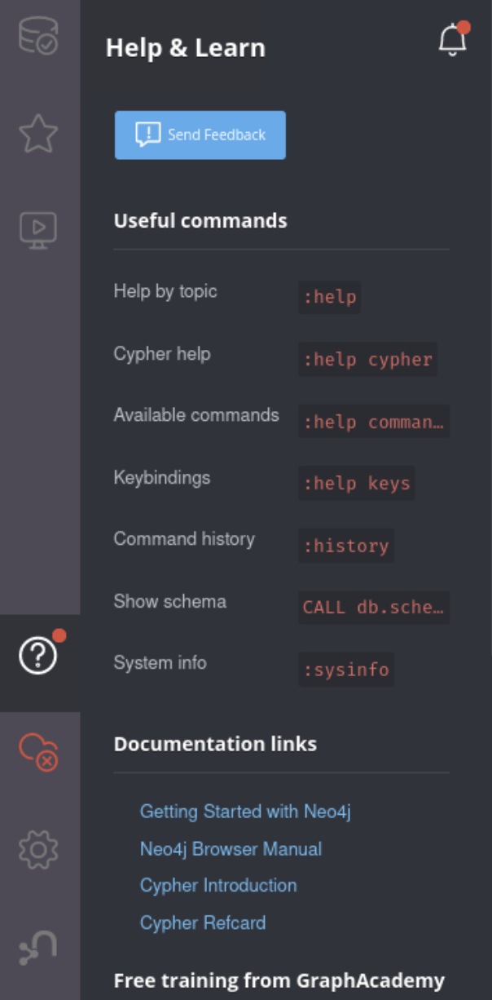 Help & Learn
Send Feedback
Useful commands
Help by topic :help
Cypher help :help cypher
Available commands :help comman…
Keybindings :help keys
Command history :history
Show schema CALL db.sche…
System info :sysinfo
Documentation links
Getting Started with Neo4j
Neo4j Browser Manual
Cypher Introduction
Cypher Refcard
Free training from GraphAcademy